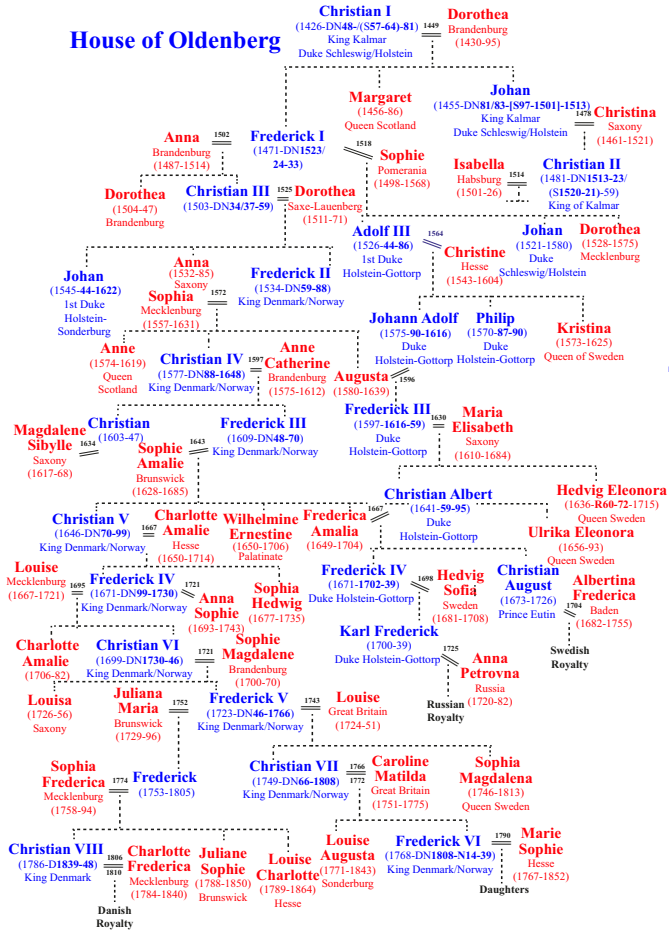 House of Oldenberg
Christian I
(1426-DN48-/(S57-64)-81)
King Kalmar
Duke Schleswig/Holstein
1449
Dorothea
Brandenburg
(1430-95)
Margaret
(1456-86)
Queen Scotland
Johan
(1455-DN81/83-[S97-1501]-1513)
King Kalmar
Duke Schleswig/Holstein
1478
Christina
Saxony
(1461-1521)
Anna
Brandenburg
(1487-1514)
1502
Frederick I
(1471-DN1523/
24-33)
1518
Sophie
Pomerania
(1498-1568)
Isabella
Habsburg
(1501-26)
1514
Christian II
(1481-DN1513-23/
(S1520-21)-59)
King of Kalmar
Dorothea
(1504-47)
Brandenburg
Christian III
(1503-DN34/37-59)
1525
Dorothea
Saxe-Lauenberg
(1511-71)
Adolf III
(1526-44-86)
1st Duke
Holstein-Gottorp
1564
Christine
Hesse
(1543-1604)
Johan
(1521-1580)
Duke
Schleswig/Holstein
Dorothea
(1528-1575)
Mecklenburg
Johan
(1545-44-1622)
1st Duke
Holstein-
Sonderburg
Anna
(1532-85)
Saxony
Sophia
Mecklenburg
(1557-1631)
1572
Frederick II
(1534-DN59-88)
King Denmark/Norway
Johann Adolf
(1575-90-1616)
Duke
Holstein-Gottorp
Philip
(1570-87-90)
Duke
Holstein-Gottorp
Kristina
(1573-1625)
Queen of Sweden
Anne
(1574-1619)
Queen
Scotland
Christian IV
(1577-DN88-1648)
King Denmark/Norway
1597
Anne
Catherine
Brandenburg
(1575-1612)
Augusta
(1580-1639)
1596
Magdalene
Sibylle
Saxony
(1617-68)
1634
Christian
(1603-47)
Sophie
Amalie
Brunswick
(1628-1685)
1643
Frederick III
(1609-DN48-70)
King Denmark/Norway
Frederick III
(1597-1616-59)
Duke
Holstein-Gottorp
1630
Maria
Elisabeth
Saxony
(1610-1684)
Christian V
(1646-DN70-99)
King Denmark/Norway
1667
Charlotte
Amalie
Hesse
(1650-1714)
Wilhelmine
Ernestine
(1650-1706)
Palatinate
Frederica
Amalia
(1649-1704)
1667
Christian Albert
(1641-59-95)
Duke
Holstein-Gottorp
Hedvig Eleonora
(1636-R60-72-1715)
Queen Sweden
Ulrika Eleonora
(1656-93)
Queen Sweden
Louise
Mecklenburg
(1667-1721)
1695
Frederick IV
(1671-DN99-1730)
King Denmark/Norway
1721
Anna
Sophie
(1693-1743)
Sophia
Hedwig
(1677-1735)
Frederick IV
(1671-1702-39)
Duke Holstein-Gottorp
1698
Hedvig
Sofia
Sweden
(1681-1708)
Christian
August
(1673-1726)
Prince Eutin
1704
Albertina
Frederica
Baden
(1682-1755)
Swedish
Royalty
Charlotte
Amalie
(1706-82)
Christian VI
(1699-DN1730-46)
King Denmark/Norway
1721
Sophie
Magdalene
Brandenburg
(1700-70)
Karl Frederick
(1700-39)
Duke Holstein-Gottorp
1725
Anna
Petrovna
Russia
(1720-82)
Russian
Royalty
Louisa
(1726-56)
Saxony
Juliana
Maria
Brunswick
(1729-96)
1752
Frederick V
(1723-DN46-1766)
King Denmark/Norway
1743
Louise
Great Britain
(1724-51)
Sophia
Frederica
Mecklenburg
(1758-94)
1774
Frederick
(1753-1805)
Christian VII
(1749-DN66-1808)
King Denmark/Norway
1766
1772
Caroline
Matilda
Great Britain
(1751-1775)
Sophia
Magdalena
(1746-1813)
Queen Sweden
Christian VIII
(1786-D1839-48)
King Denmark
1806
1810
Charlotte
Frederica
Mecklenburg
(1784-1840)
Juliane
Sophie
(1788-1850)
Brunswick
Louise
Charlotte
(1789-1864)
Hesse
Louise
Augusta
(1771-1843)
Sonderburg
Frederick VI
(1768-DN1808-N14-39)
King Denmark/Norway
1790
Marie
Sophie
Hesse
(1767-1852)
Danish
Royalty
Daughters